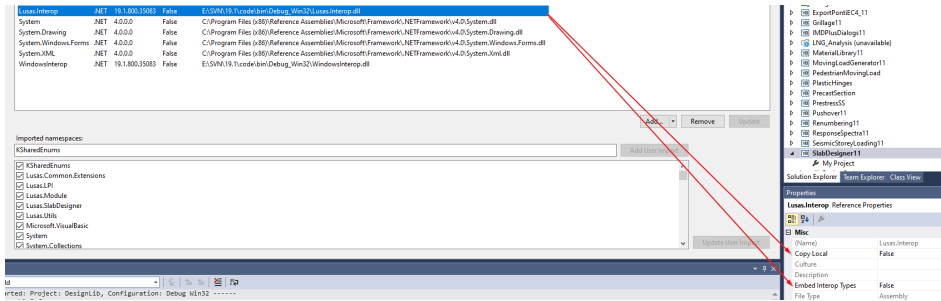 Lusas.Interop .NET 19.1.800.35083 False E:\SVN\19.1\code\bin\Debug_Win32\Lusas.Interop.dll
System .NET 4.0.0.0 False C:\Program Files (x86)\Reference Assemblies\Microsoft\Framework\.NETFramework\v4.0\System.dll
System.Drawing .NET 4.0.0.0 False C:\Program Files (x86)\Reference Assemblies\Microsoft\Framework\.NETFramework\v4.0\System.Drawing.dll
System.Windows.Forms .NET 4.0.0.0 False C:\Program Files (x86)\Reference Assemblies\Microsoft\Framework\.NETFramework\v4.0\System.Windows.Forms.dll
System.XML .NET 4.0.0.0 False C:\Program Files (x86)\Reference Assemblies\Microsoft\Framework\.NETFramework\v4.0\System.Xml.dll
WindowsInterop .NET 19.1.800.35083 False E:\SVN\19.1\code\bin\Debug_Win32\WindowsInterop.dll
Add... Remove Update
Imported namespaces:
KSharedEnums Add User Import
KSharedEnums
Lusas.Common.Extensions
Lusas.LPI
Lusas.Module
Lusas.SlabDesigner
Lusas.Utils
Microsoft.VisualBasic
System
System.Collections
Update User Import
rted: Project: DesignLib, Configuration: Debug Win32 ------
ExportPontiEC4_11
Grillage11
IMDPlusDialogs11
LNG_Analysis (unavailable)
MaterialLibrary11
MovingLoadGenerator11
PedestrianMovingLoad
PlasticHinges
PrecastSection
PrestressSS
Pushover11
Renumbering11
ResponseSpectra11
SeismicStoreyLoading11
SlabDesigner11
My Project
Solution Explorer Team Explorer Class View
Properties
Lusas.Interop Reference Properties
Misc
(Name) Lusas.Interop
Copy Local False
Culture
Description
Embed Interop Types False
File Type Assembly